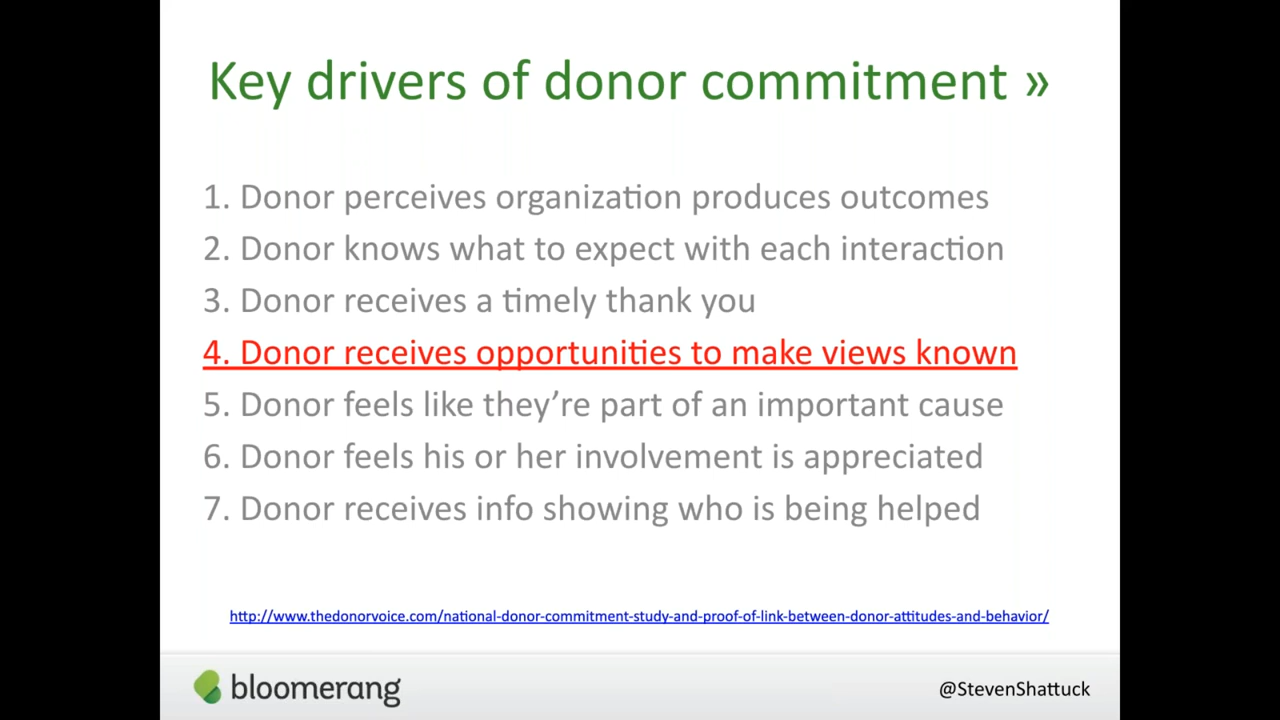 Key drivers of donor commitment »
1. Donor perceives organization produces outcomes
2. Donor knows what to expect with each interaction
3. Donor receives a timely thank you
4. Donor receives opportunities to make views known
5. Donor feels like they’re part of an important cause
6. Donor feels his or her involvement is appreciated
7. Donor receives info showing who is being helped
http://www.thedonorvoice.com/national-donor-commitment-study-and-proof-of-link-between-donor-attitudes-and-behavior/
bloomerang
@StevenShattuck